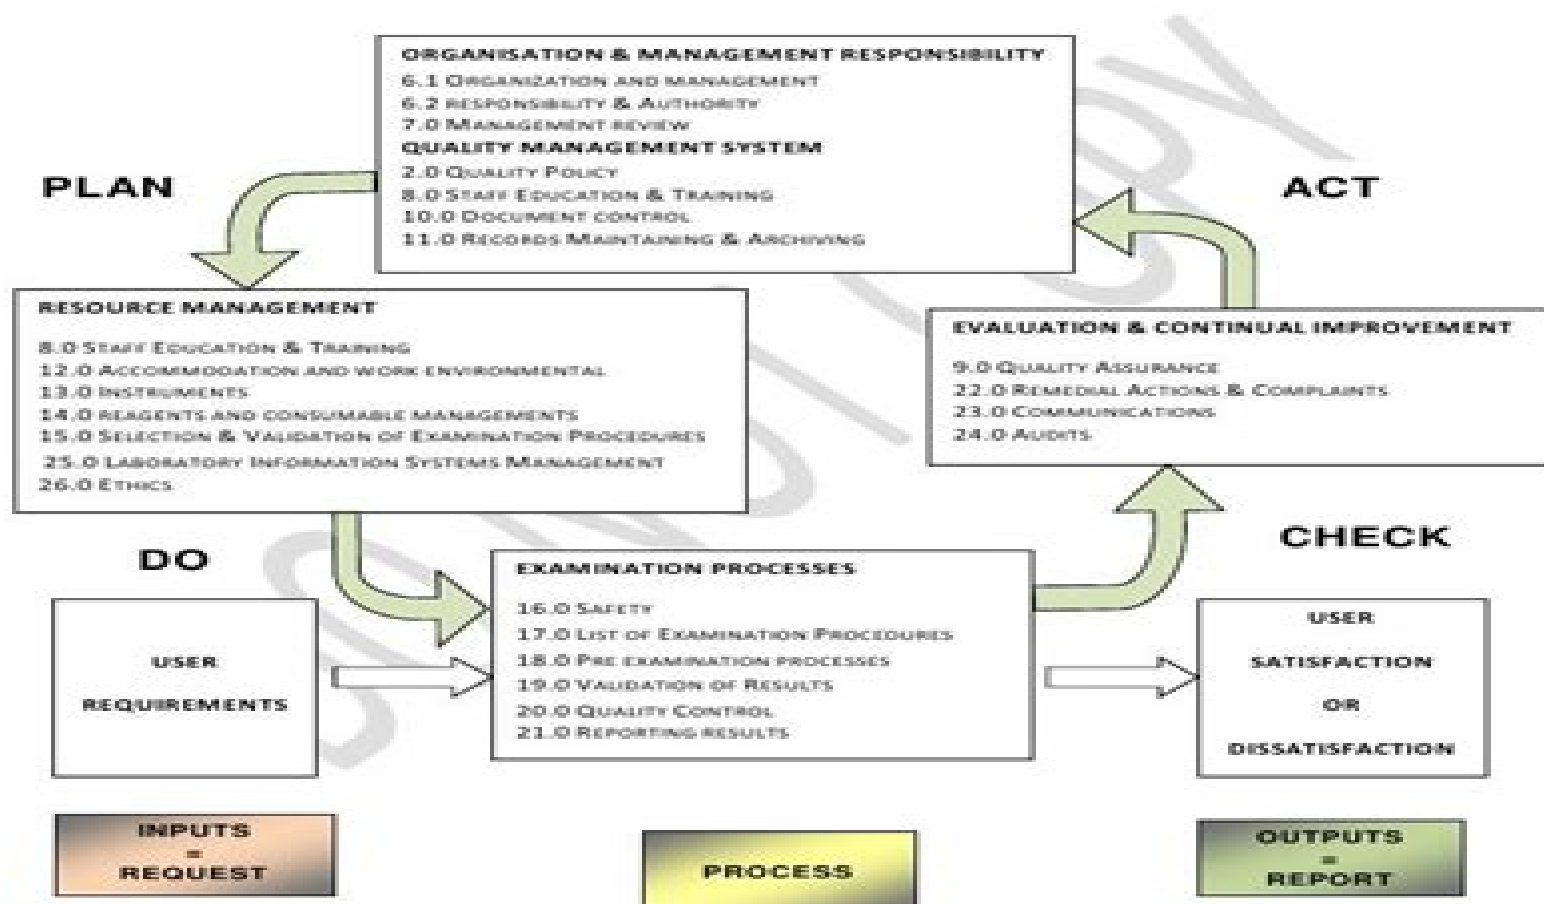 ORGANISATION & MANAGEMENT RESPONSIBILITY
6.1 ORGANIZATION AND MANAGEMENT
6.2 RESPONSIBILITY & AUTHORITY
7.0 MANAGEMENT REVIEW
QUALITY MANAGEMENT SYSTEM
2.0 QUALITY POLICY
8.0 STAFF EDUCATION & TRAINING
10.0 DOCUMENT CONTROL
11.0 RECORDS MAINTAINING & ARCHIVING
PLAN
ACT
RESOURCE MANAGEMENT
8.0 STAFF EDUCATION & TRAINING
12.0 ACCOMMODATION AND WORK ENVIRONMENTAL
13.0 INSTRUMENTS
14.0 REAGENTS AND CONSUMABLE MANAGEMENTS
15.0 SELECTION & VALIDATION OF EXAMINATION PROCEDURES
25.0 LABORATORY INFORMATION SYSTEMS MANAGEMENT
26.0 ETHICS
EVALUATION & CONTINUAL IMPROVEMENT
9.0 QUALITY ASSURANCE
22.0 REMEDIAL ACTIONS & COMPLAINTS
23.0 COMMUNICATIONS
24.0 AUDITS
DO
CHECK
USER
REQUIREMENTS
EXAMINATION PROCESSES
16.0 SAFETY
17.0 LIST OF EXAMINATION PROCEDURES
18.0 PRE EXAMINATION PROCESSES
19.0 VALIDATION OF RESULTS
20.0 QUALITY CONTROL
21.0 REPORTING RESULTS
USER
SATISFACTION
OR
DISSATISFACTION
INPUTS
=
REQUEST
PROCESS
OUTPUTS
=
REPORT